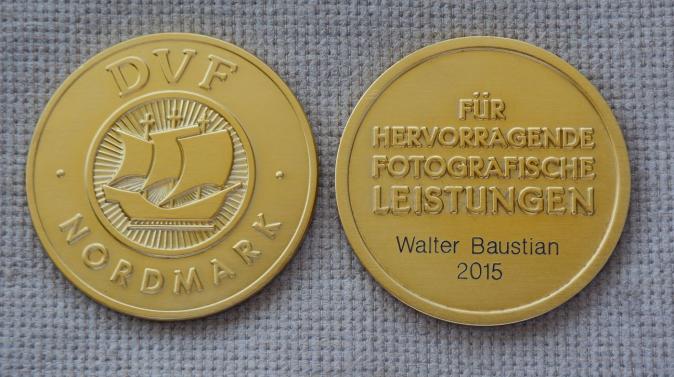 DVF
NORDMARK
FÜR
HERVORRAGENDE
FOTOGRAFISCHE
LEISTUNGEN
Walter Baustian
2015